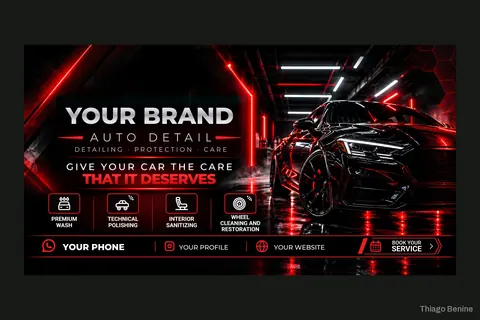 YOUR BRAND
AUTO DETAIL
DETAILING · PROTECTION · CARE
GIVE YOUR CAR THE CARE
THAT IT DESERVES
PREMIUM
WASH
TECHNICAL
POLISHING
INTERIOR
SANITIZING
WHEEL
CLEANING AND
RESTORATION
YOUR PHONE
YOUR PROFILE
YOUR WEBSITE
BOOK YOUR
SERVICE
Thiago Benine